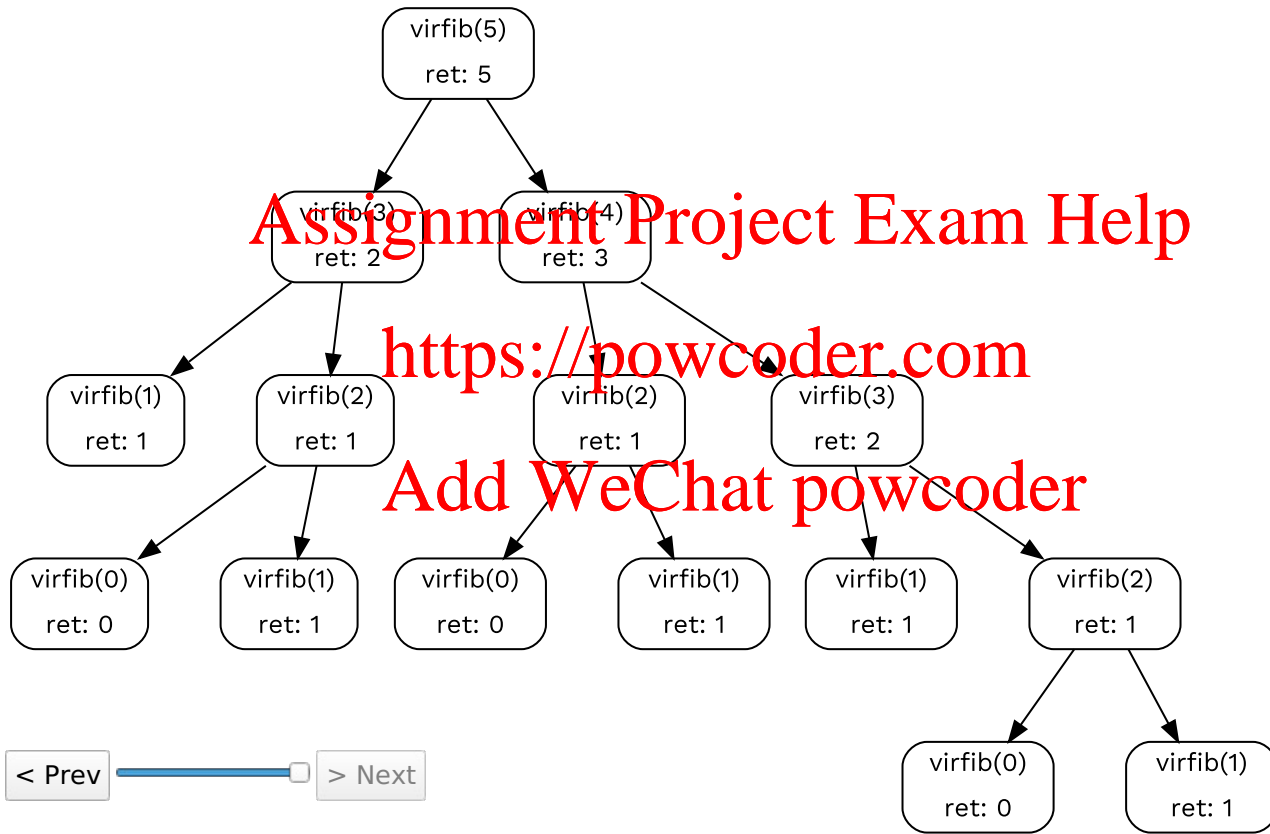 virfib(5)
ret: 5
virfib(3) virfib(4)
ret: 2 ret: 3
Assignment Project Exam Help
https://powcoder.com
virfib(1) virfib(2) virfib(2) virfib(3)
ret: 1 ret: 1 ret: 1 ret: 2
Add WeChat powcoder
virfib(0) virfib(1) virfib(0) virfib(1) virfib(1) virfib(2)
ret: 0 ret: 1 ret: 0 ret: 1 ret: 1 ret: 1
virfib(0) virfib(1)
< Prev > Next
ret: 0 ret: 1